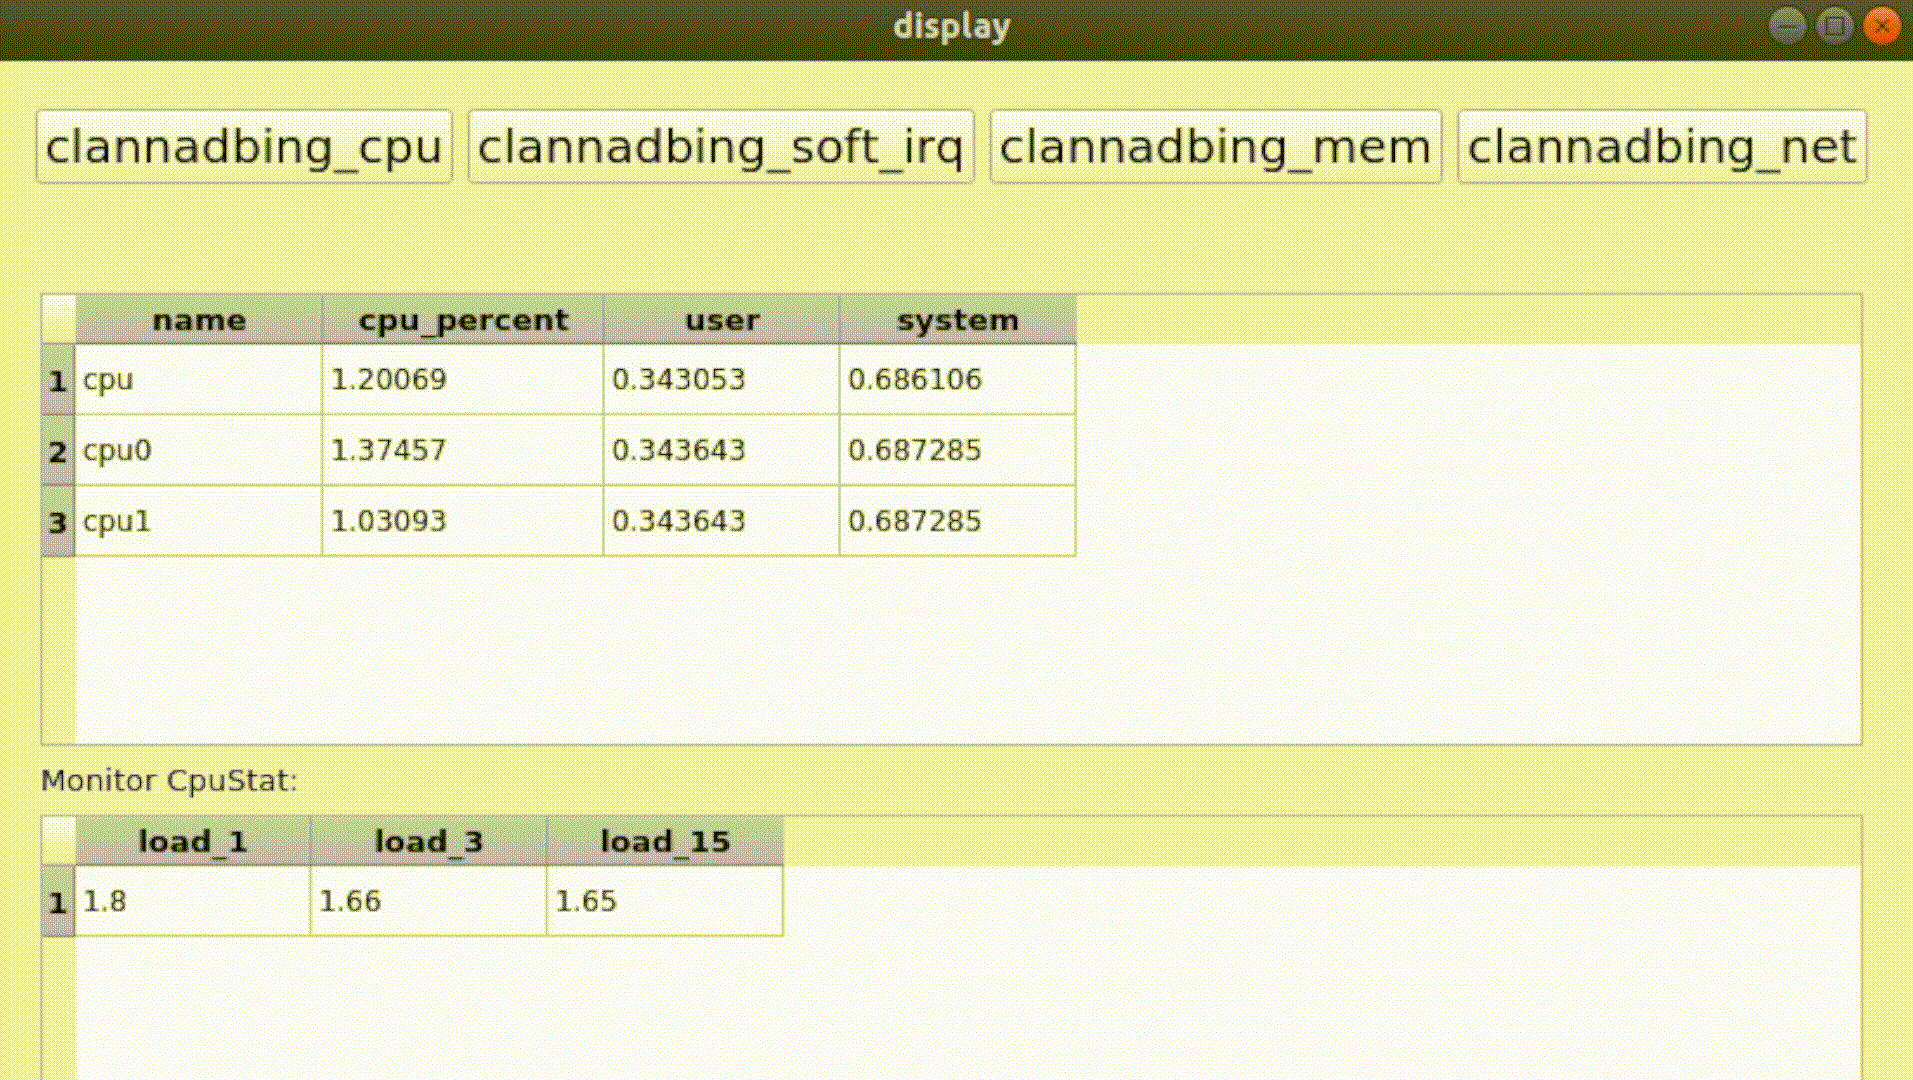 display
clannadbing_cpu clannadbing_soft_irq clannadbing_mem clannadbing_net
name cpu_percent user system
1 cpu 1.20069 0.343053 0.686106
2 cpu0 1.37457 0.343643 0.687285
3 cpu1 1.03093 0.343643 0.687285
Monitor CpuStat:
load_1 load_3 load_15
1 1.8 1.66 1.65